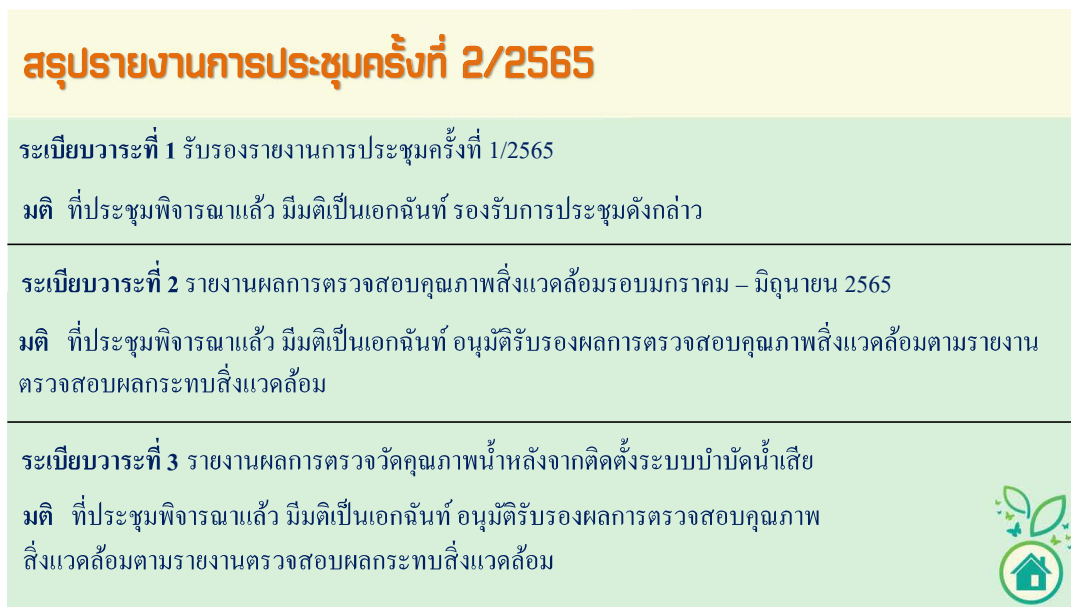 สรุปรายงานการประชุมครั้งที่ 2/2565
ระเบียบวาระที่ 1 รับรองรายงานการประชุมครั้งที่ 1/2565
มติ ที่ประชุมพิจารณาแล้ว มีมติเป็นเอกฉันท์ รองรับการประชุมดังกล่าว
ระเบียบวาระที่ 2 รายงานผลการตรวจสอบคุณภาพสิ่งแวดล้อมรอบมกราคม – มิถุนายน 2565
มติ ที่ประชุมพิจารณาแล้ว มีมติเป็นเอกฉันท์ อนุมัติรับรองผลการตรวจสอบคุณภาพสิ่งแวดล้อมตามรายงาน
ตรวจสอบผลกระทบสิ่งแวดล้อม
ระเบียบวาระที่ 3 รายงานผลการตรวจวัดคุณภาพน้ำหลังจากติดตั้งระบบบำบัดน้ำเสีย
มติ ที่ประชุมพิจารณาแล้ว มีมติเป็นเอกฉันท์ อนุมัติรับรองผลการตรวจสอบคุณภาพ
สิ่งแวดล้อมตามรายงานตรวจสอบผลกระทบสิ่งแวดล้อม